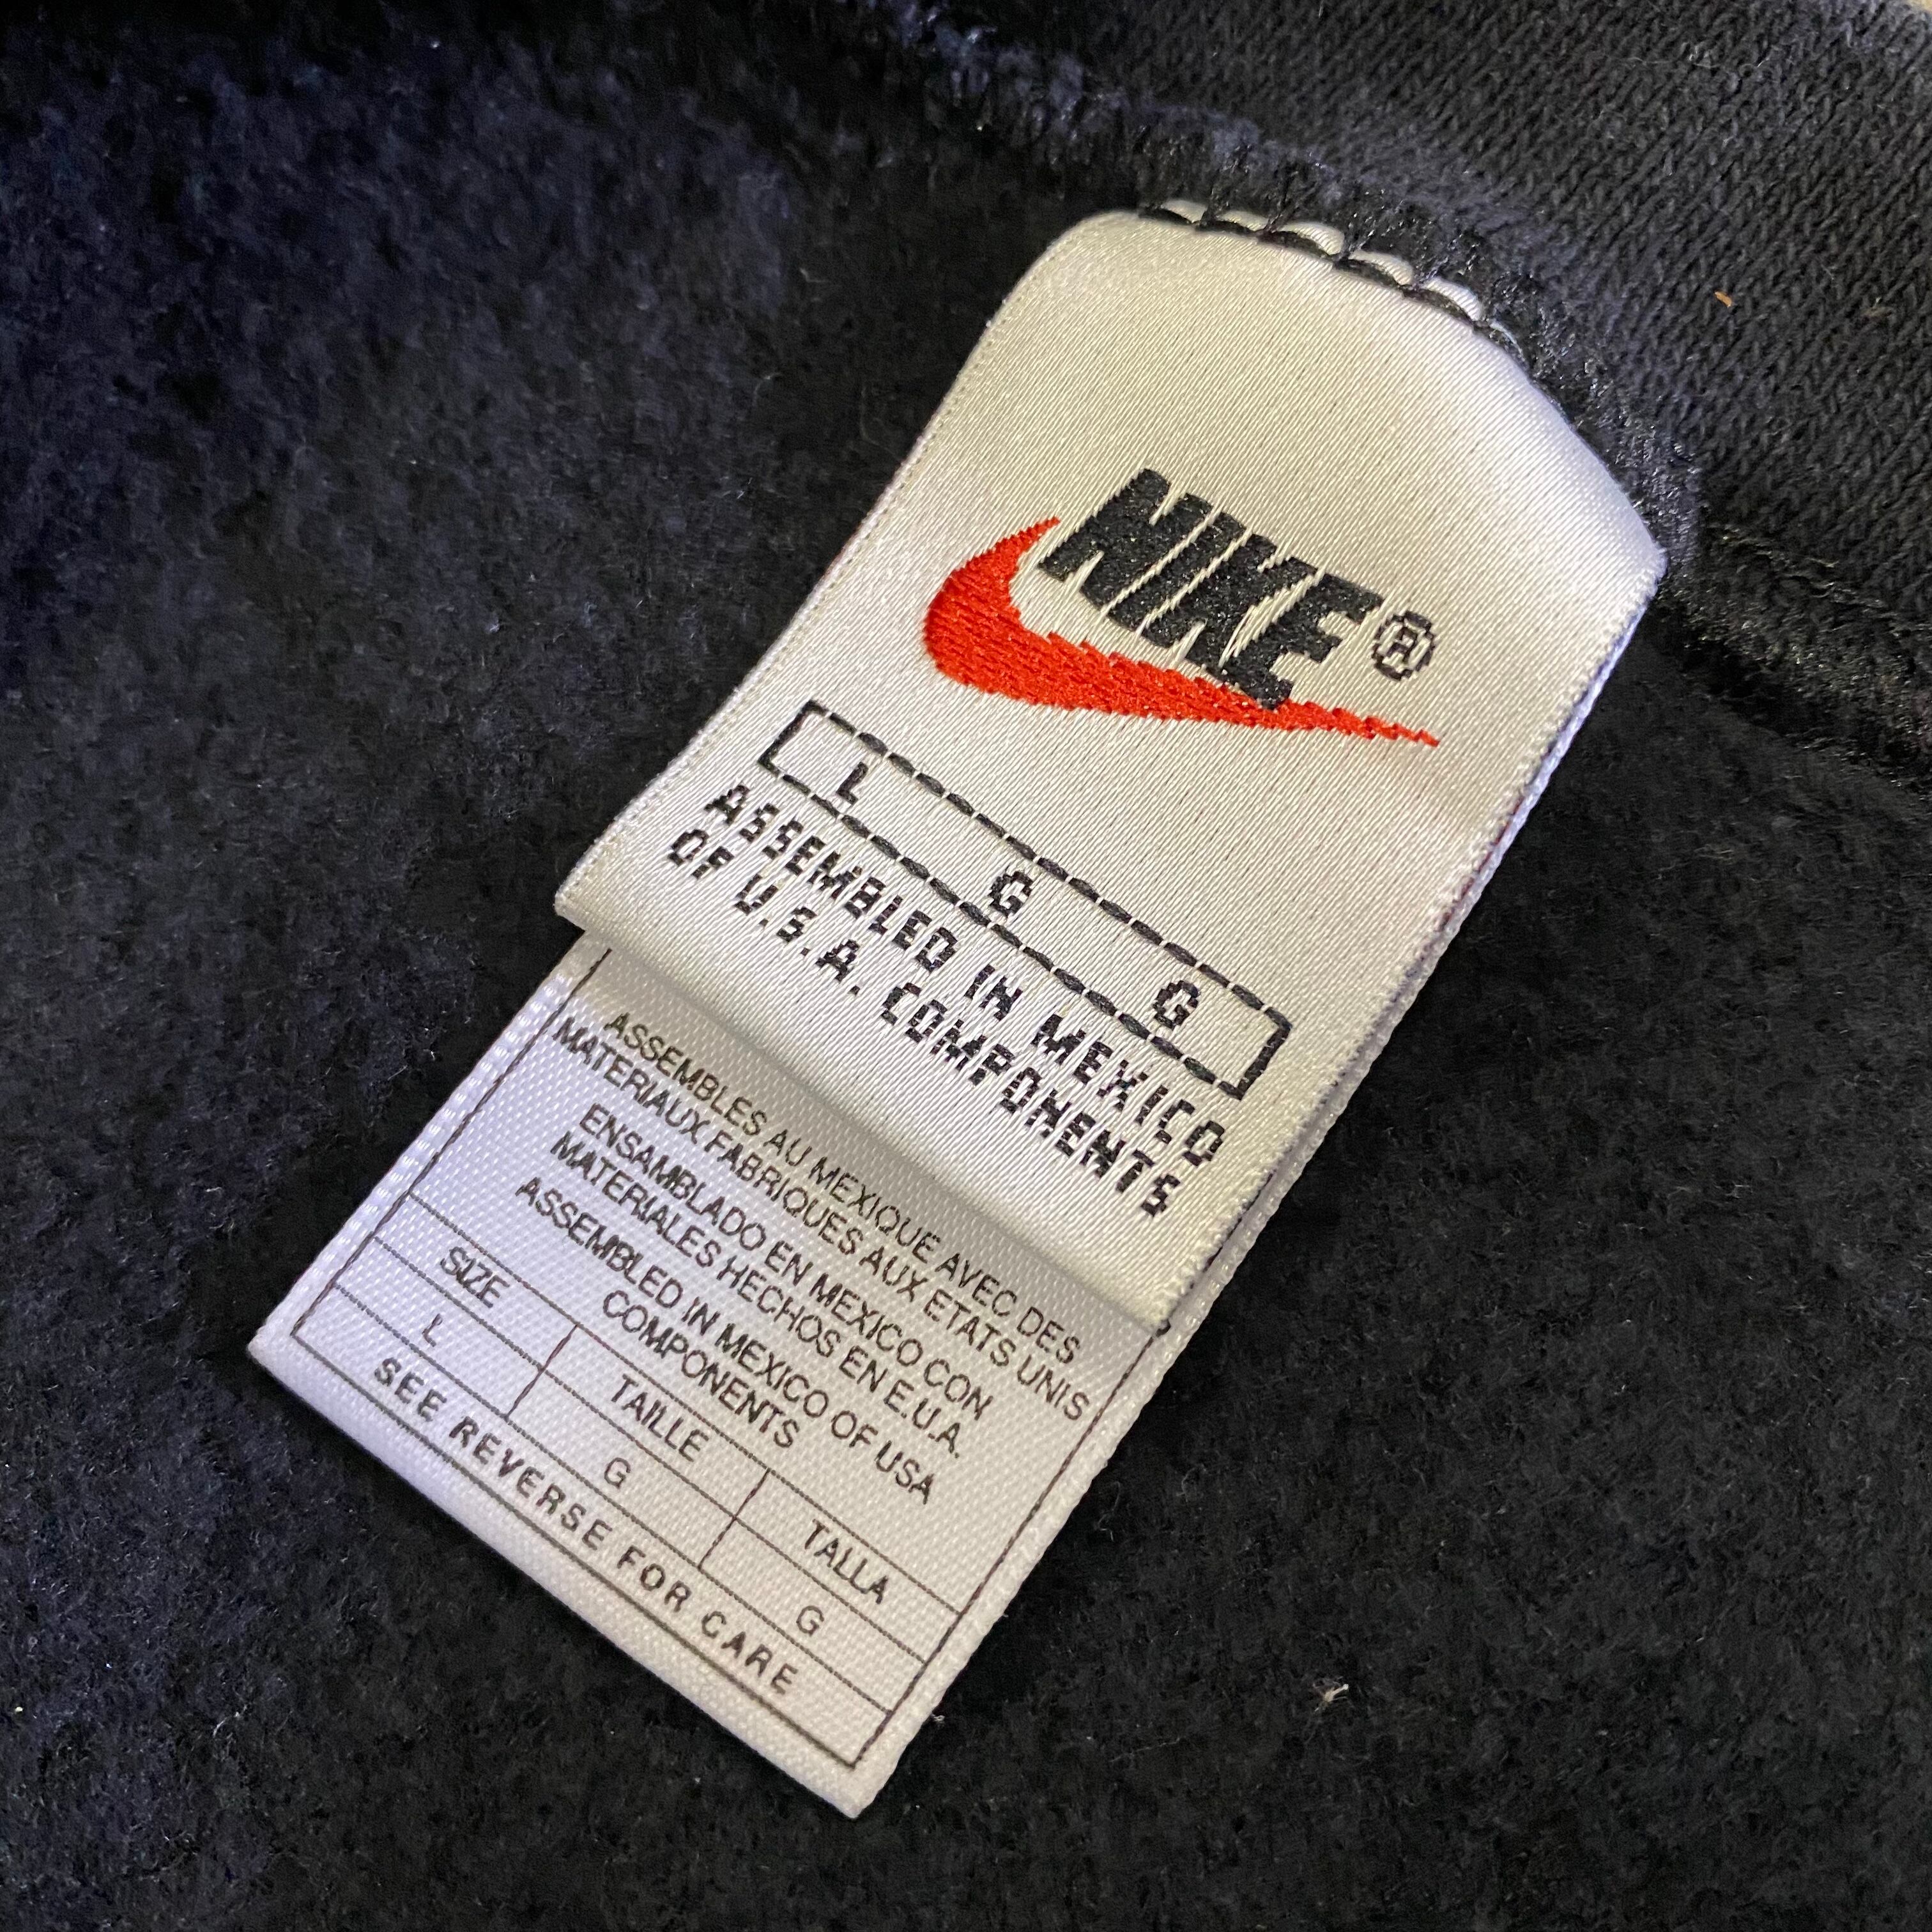 NIKE®
L G G
ASSEMBLED IN MEXICO
OF U.S.A. COMPONENTS
ASSEMBLES AU MEXIQUE AVEC DES
MATERIAUX FABRIQUES AUX ETATS UNIS
ENSAMBLADO EN MEXICO CON
MATERIALES HECHOS EN E.U.A.
ASSEMBLED IN MEXICO OF USA
COMPONENTS
SIZE TAILLE TALLA
L G G
SEE REVERSE FOR CARE